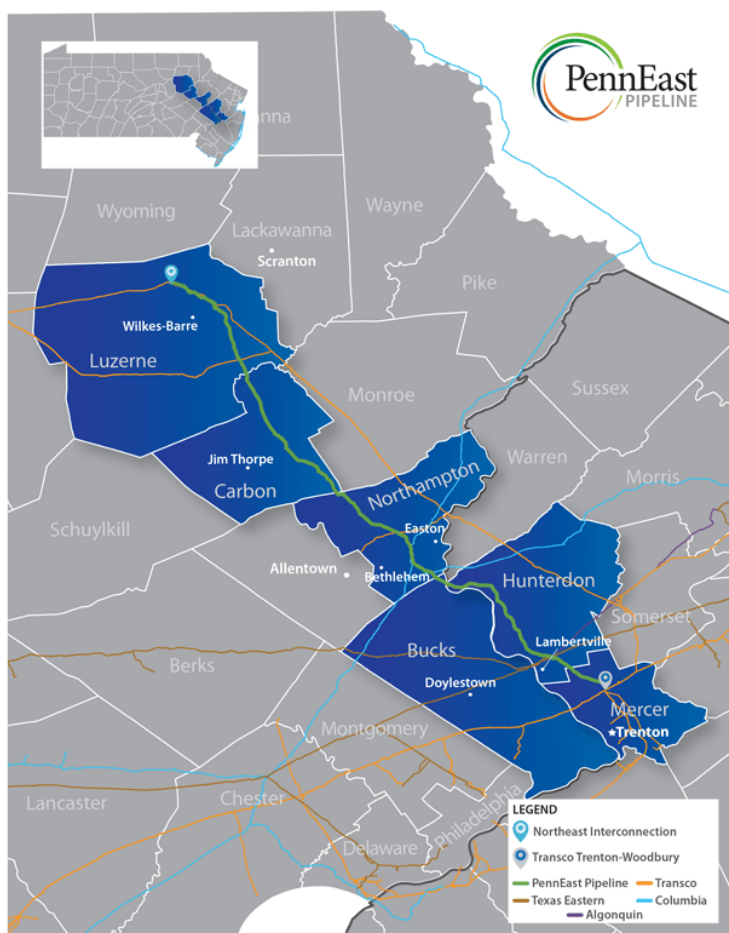 PennEast
PIPELINE
anna
Wyoming
Wayne
Lackawanna
Scranton
Pike
Wilkes-Barre
Luzerne
Monroe
Sussex
Jim Thorpe
Carbon
Northampton
Warren
Morris
Schuylkill
Easton
Allentown
Bethlehem
Hunterdon
Somerset
Lambertville
Bucks
Berks
Doylestown
Mercer
Trenton
Montgomery
Lancaster
Chester
Philadelphia
Delaware
LEGEND
Northeast Interconnection
Transco Trenton-Woodbury
PennEast Pipeline
Transco
Texas Eastern
Columbia
Algonquin